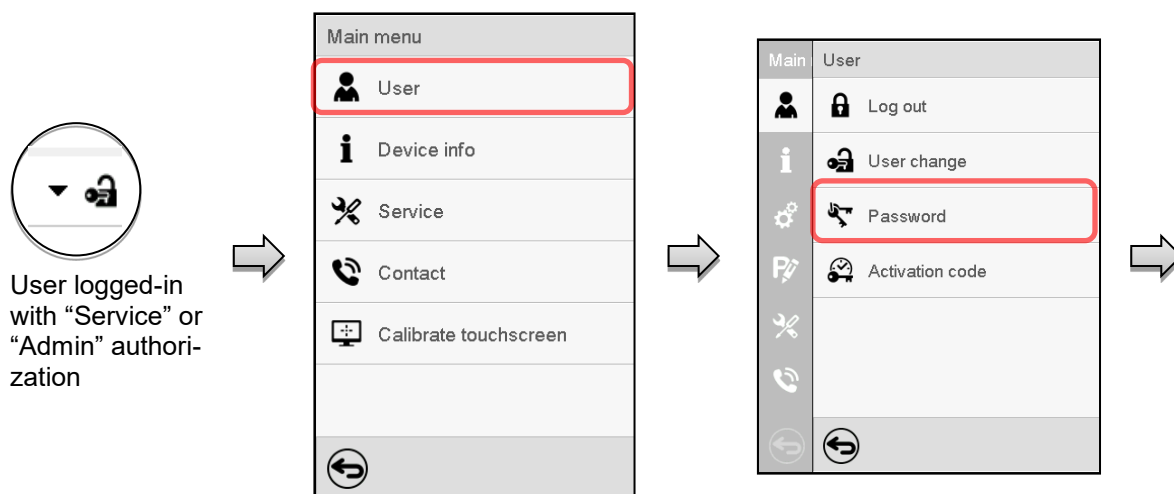 User logged-in
with “Service” or
“Admin” authori-
zation
Main menu
User
Device info
Service
Contact
Calibrate touchscreen
Main
User
Log out
User change
Password
Activation code